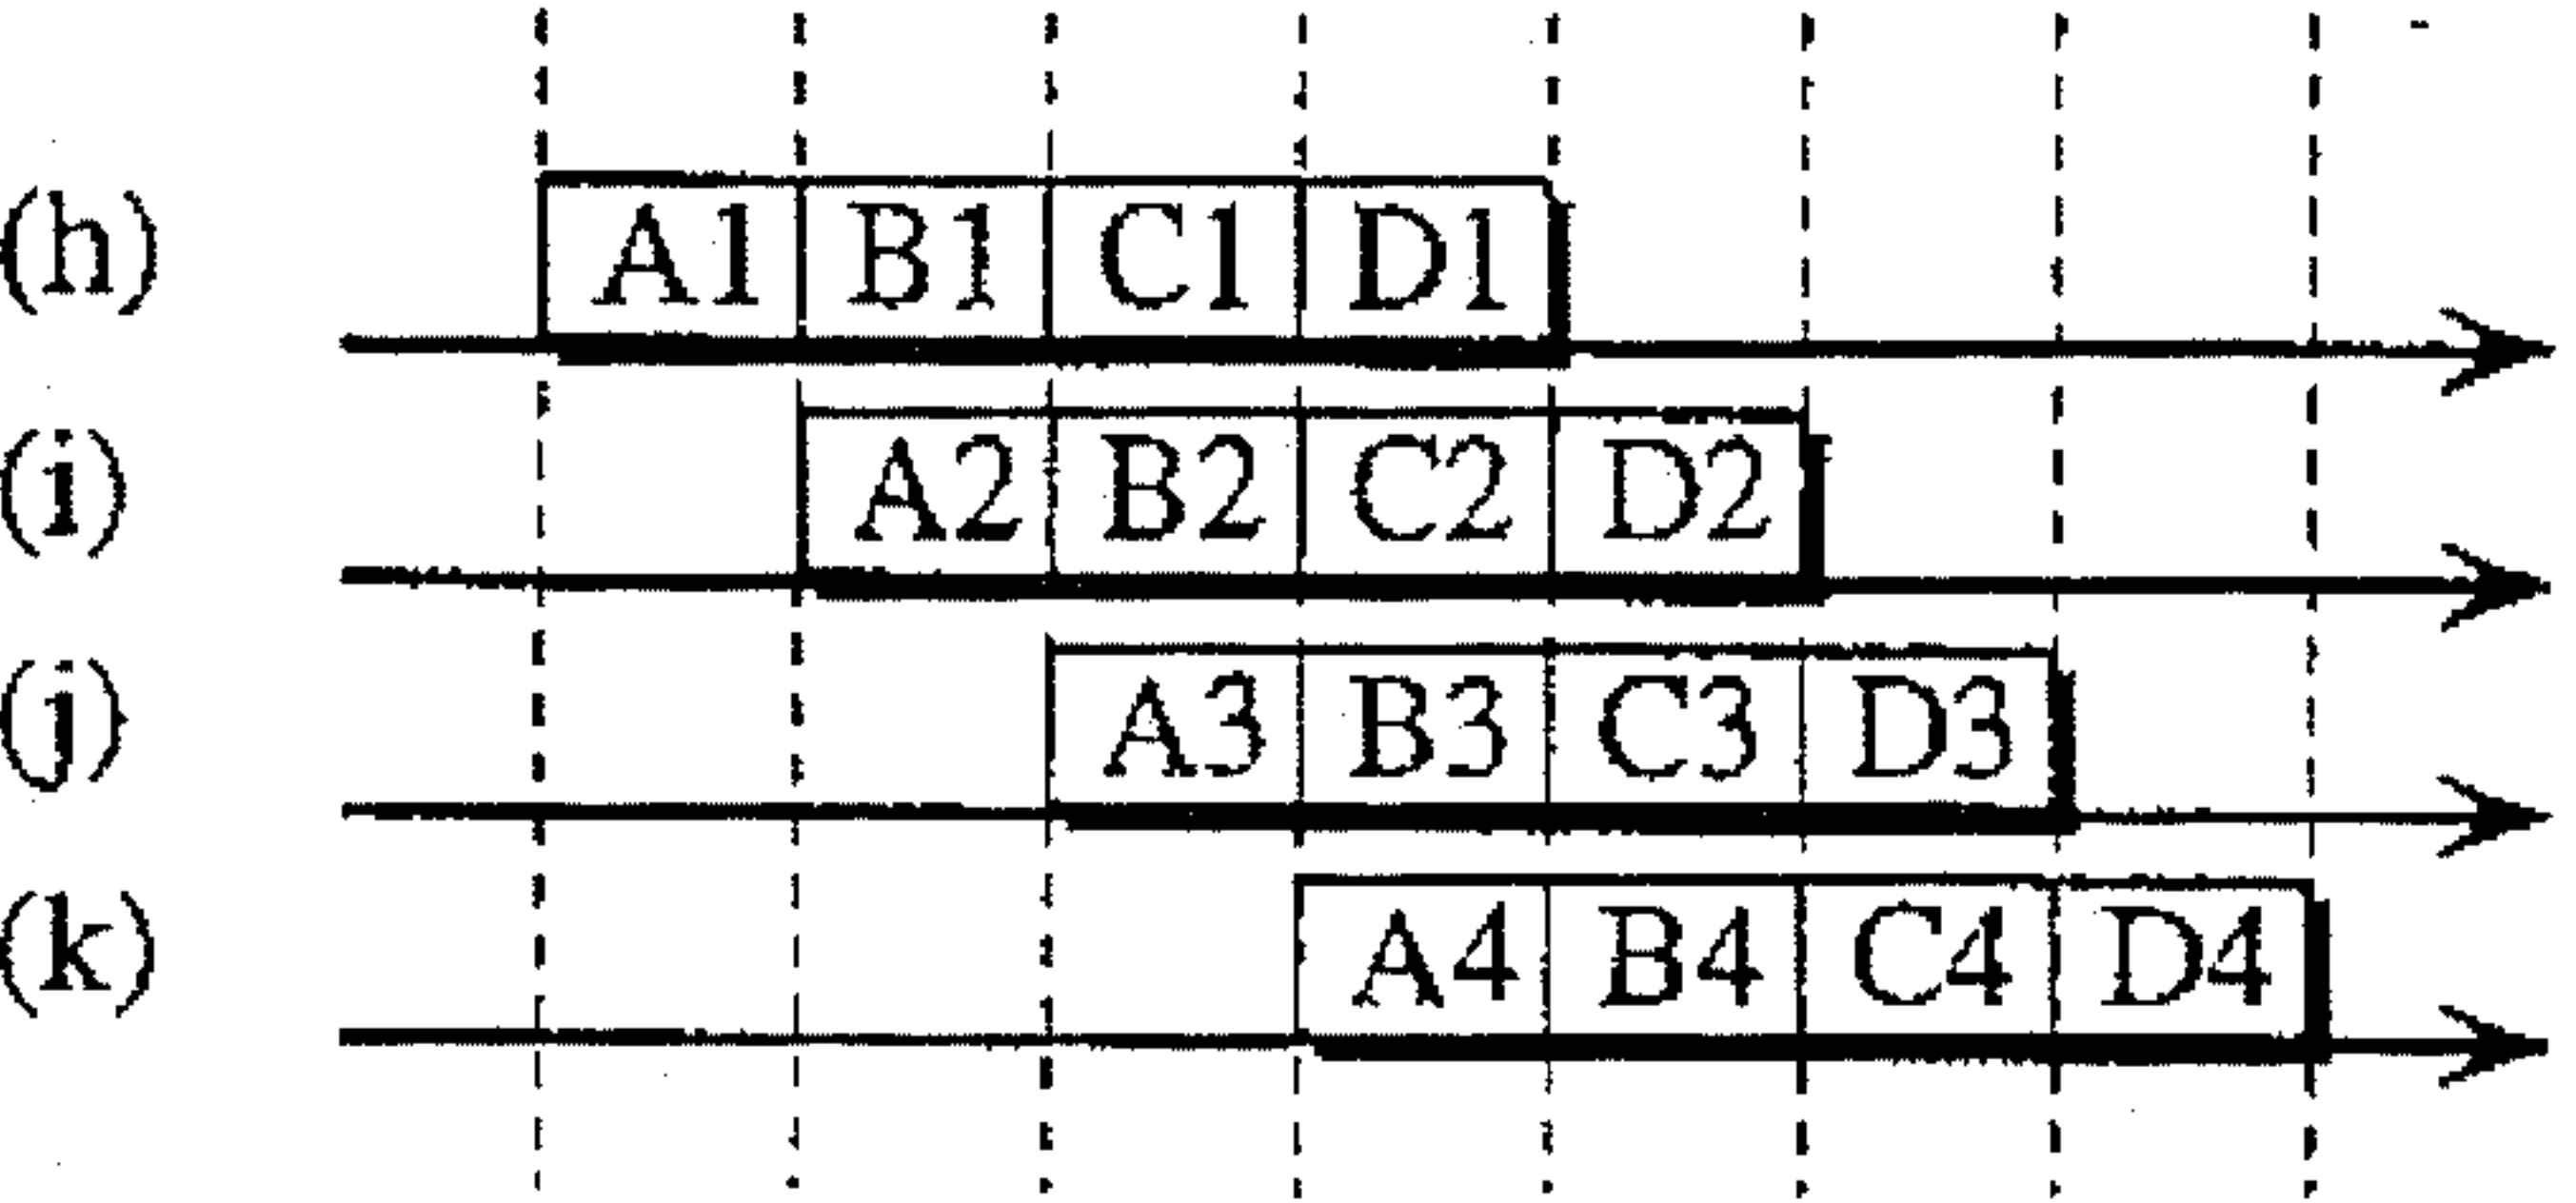 (h) A1 B1 C1 D1
(i) A2 B2 C2 D2
(j) A3 B3 C3 D3
(k) A4 B4 C4 D4